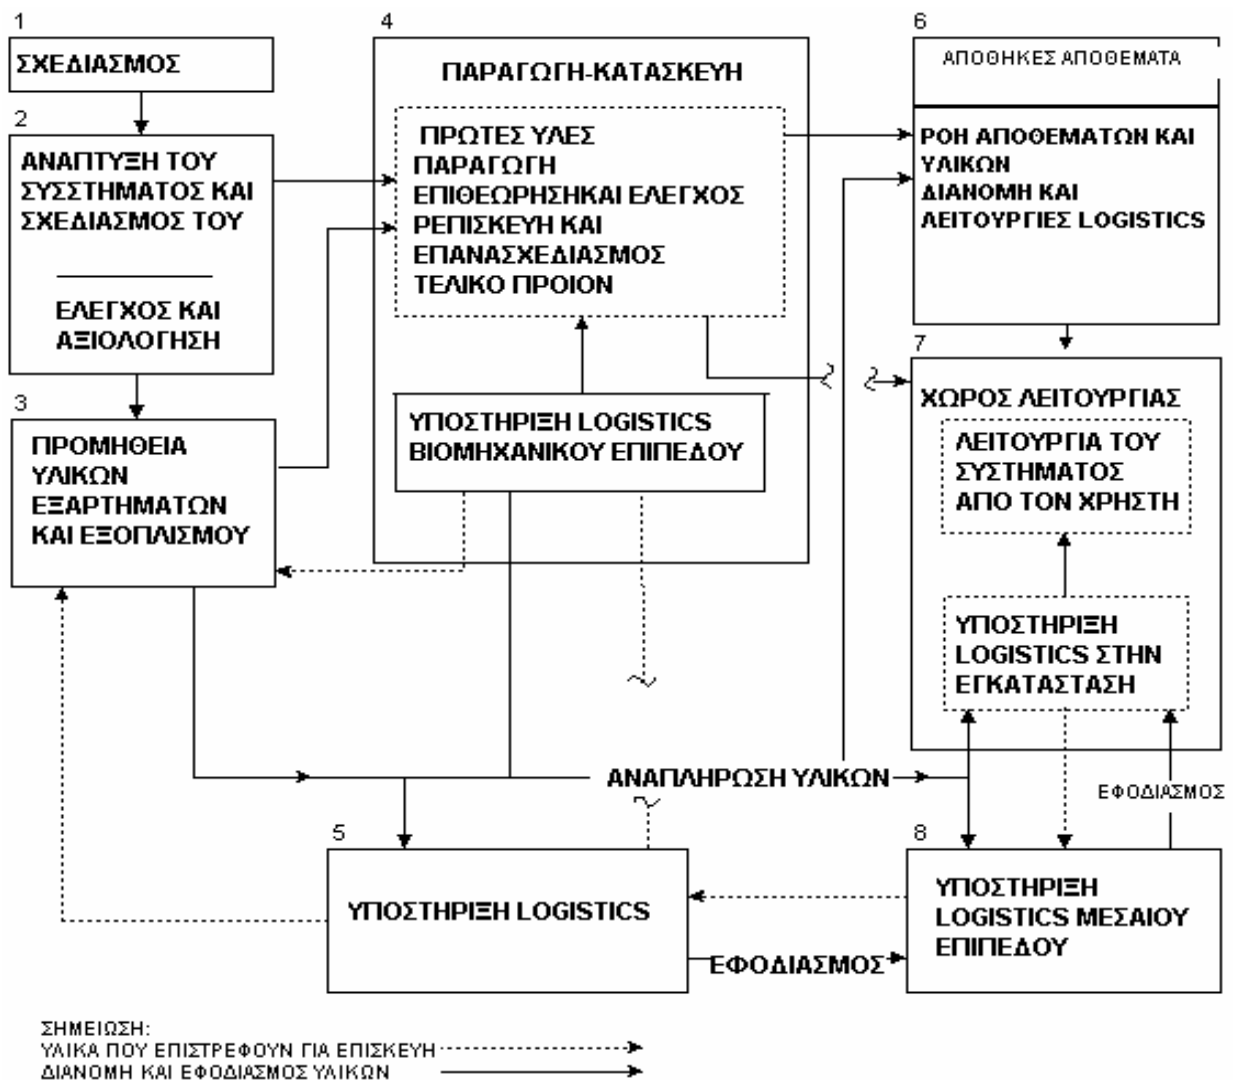 1
ΣΧΕΔΙΑΣΜΟΣ
2
ΑΝΑΠΤΥΞΗ ΤΟΥ
ΣΥΣΣΤΗΜΑΤΟΣ ΚΑΙ
ΣΧΕΔΙΑΣΜΟΣ ΤΟΥ
ΕΛΕΓΧΟΣ ΚΑΙ
ΑΞΙΟΛΟΓΗΣΗ
3
ΠΡΟΜΗΘΕΙΑ
ΥΛΙΚΩΝ
ΕΞΑΡΤΗΜΑΤΩΝ
ΚΑΙ ΕΞΟΠΛΙΣΜΟΥ
4
ΠΑΡΑΓΩΓΗ-ΚΑΤΑΣΚΕΥΗ
ΠΡΩΤΕΣ ΥΛΕΣ
ΠΑΡΑΓΩΓΗ
ΕΠΙΘΕΩΡΗΣΗΚΑΙ ΕΛΕΓΧΟΣ
ΡΕΠΙΣΚΕΥΗ ΚΑΙ
ΕΠΑΝΑΣΧΕΔΙΑΣΜΟΣ
ΤΕΛΙΚΟ ΠΡΟΙΟΝ
ΥΠΟΣΤΗΡΙΞΗ LOGISTICS
ΒΙΟΜΗΧΑΝΙΚΟΥ ΕΠΙΠΕΔΟΥ
6
ΑΠΟΘΗΚΕΣ ΑΠΟΘΕΜΑΤΑ
ΡΟΗ ΑΠΟΘΕΜΑΤΩΝ ΚΑΙ
ΥΛΙΚΩΝ
ΔΙΑΝΟΜΗ ΚΑΙ
ΛΕΙΤΟΥΡΓΙΕΣ LOGISTICS
7
ΧΩΡΟΣ ΛΕΙΤΟΥΡΓΙΑΣ
ΛΕΙΤΟΥΡΓΙΑ ΤΟΥ
ΣΥΣΤΗΜΑΤΟΣ
ΑΠΟ ΤΟΝ ΧΡΗΣΤΗ
ΥΠΟΣΤΗΡΙΞΗ
LOGISTICS ΣΤΗΝ
ΕΓΚΑΤΑΣΤΑΣΗ
ΑΝΑΠΛΗΡΩΣΗ ΥΛΙΚΩΝ
ΕΦΟΔΙΑΣΜΟΣ
5
ΥΠΟΣΤΗΡΙΞΗ LOGISTICS
ΕΦΟΔΙΑΣΜΟΣ
8
ΥΠΟΣΤΗΡΙΞΗ
LOGISTICS ΜΕΣΑΙΟΥ
ΕΠΙΠΕΔΟΥ
ΣΗΜΕΙΩΣΗ:
ΥΛΙΚΑ ΠΟΥ ΕΠΙΣΤΡΕΦΟΥΝ ΓΙΑ ΕΠΙΣΚΕΥΗ
ΔΙΑΝΟΜΗ ΚΑΙ ΕΦΟΔΙΑΣΜΟΣ ΥΛΙΚΩΝ